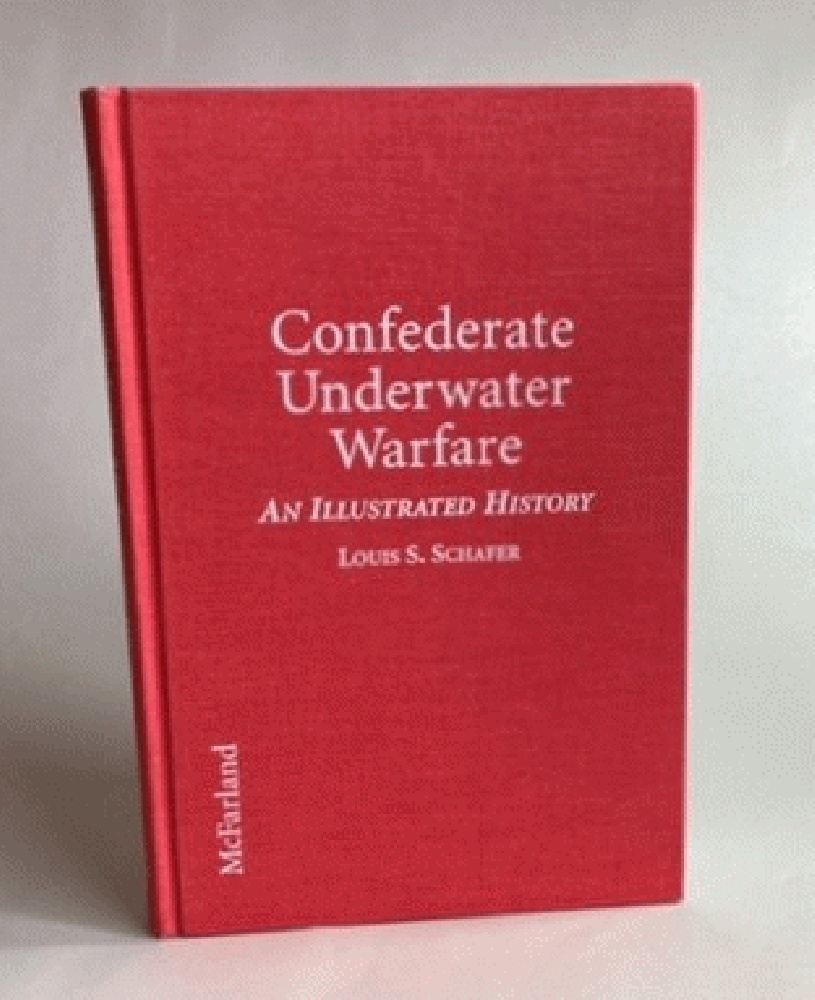 Confederate
Underwater
Warfare
AN ILLUSTRATED HISTORY
LOUIS S. SCHAFER
McFarland